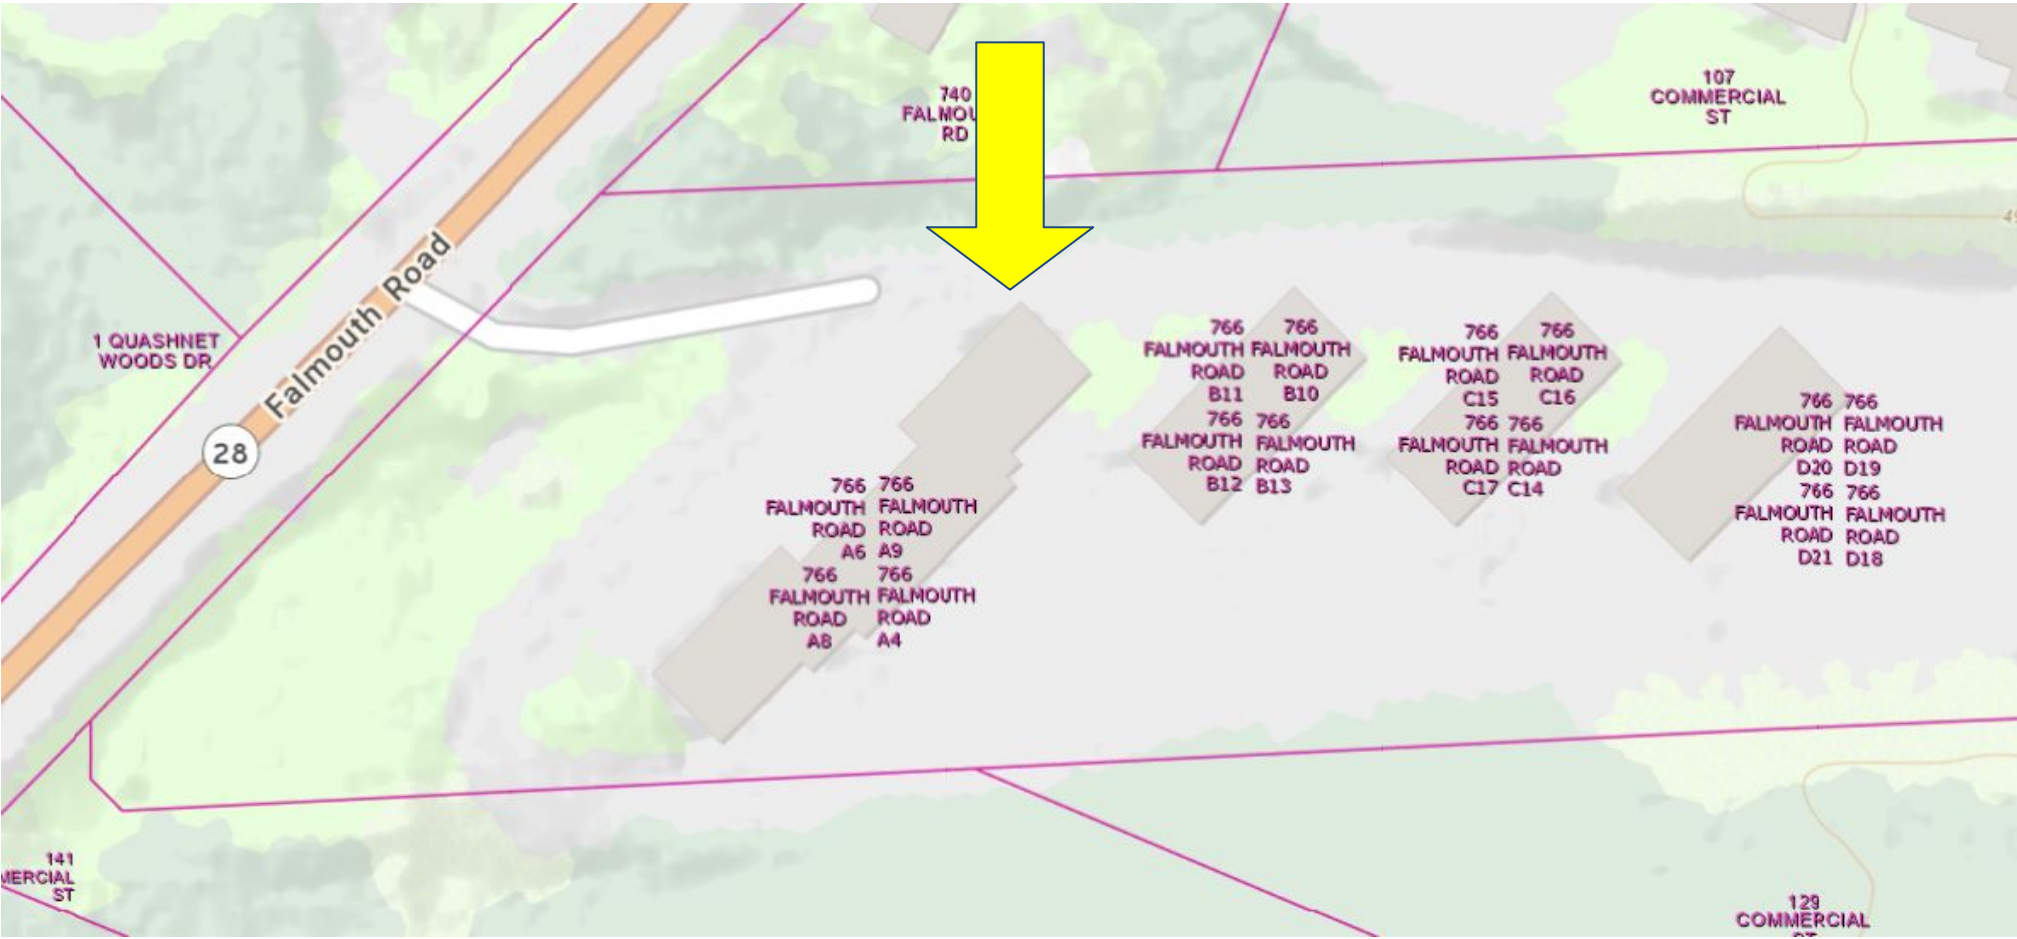 740
RD
107
COMMERCIAL
ST
Falmouth Road
1 QUASHNET
WOODS DR
28
766
FALMOUTH
ROAD
B11
766
FALMOUTH
ROAD
B10
766
FALMOUTH
ROAD
B12
766
FALMOUTH
ROAD
B13
766
FALMOUTH
ROAD
C15
766
FALMOUTH
ROAD
C16
766
FALMOUTH
ROAD
C17
766
FALMOUTH
ROAD
C14
766
FALMOUTH
ROAD
D20
766
FALMOUTH
ROAD
D19
766
FALMOUTH
ROAD
D21
766
FALMOUTH
ROAD
D18
766
FALMOUTH
ROAD
A6
766
FALMOUTH
ROAD
A9
766
FALMOUTH
ROAD
A8
766
FALMOUTH
ROAD
A4
141
MERCIAL
ST
129
COMMERCIAL